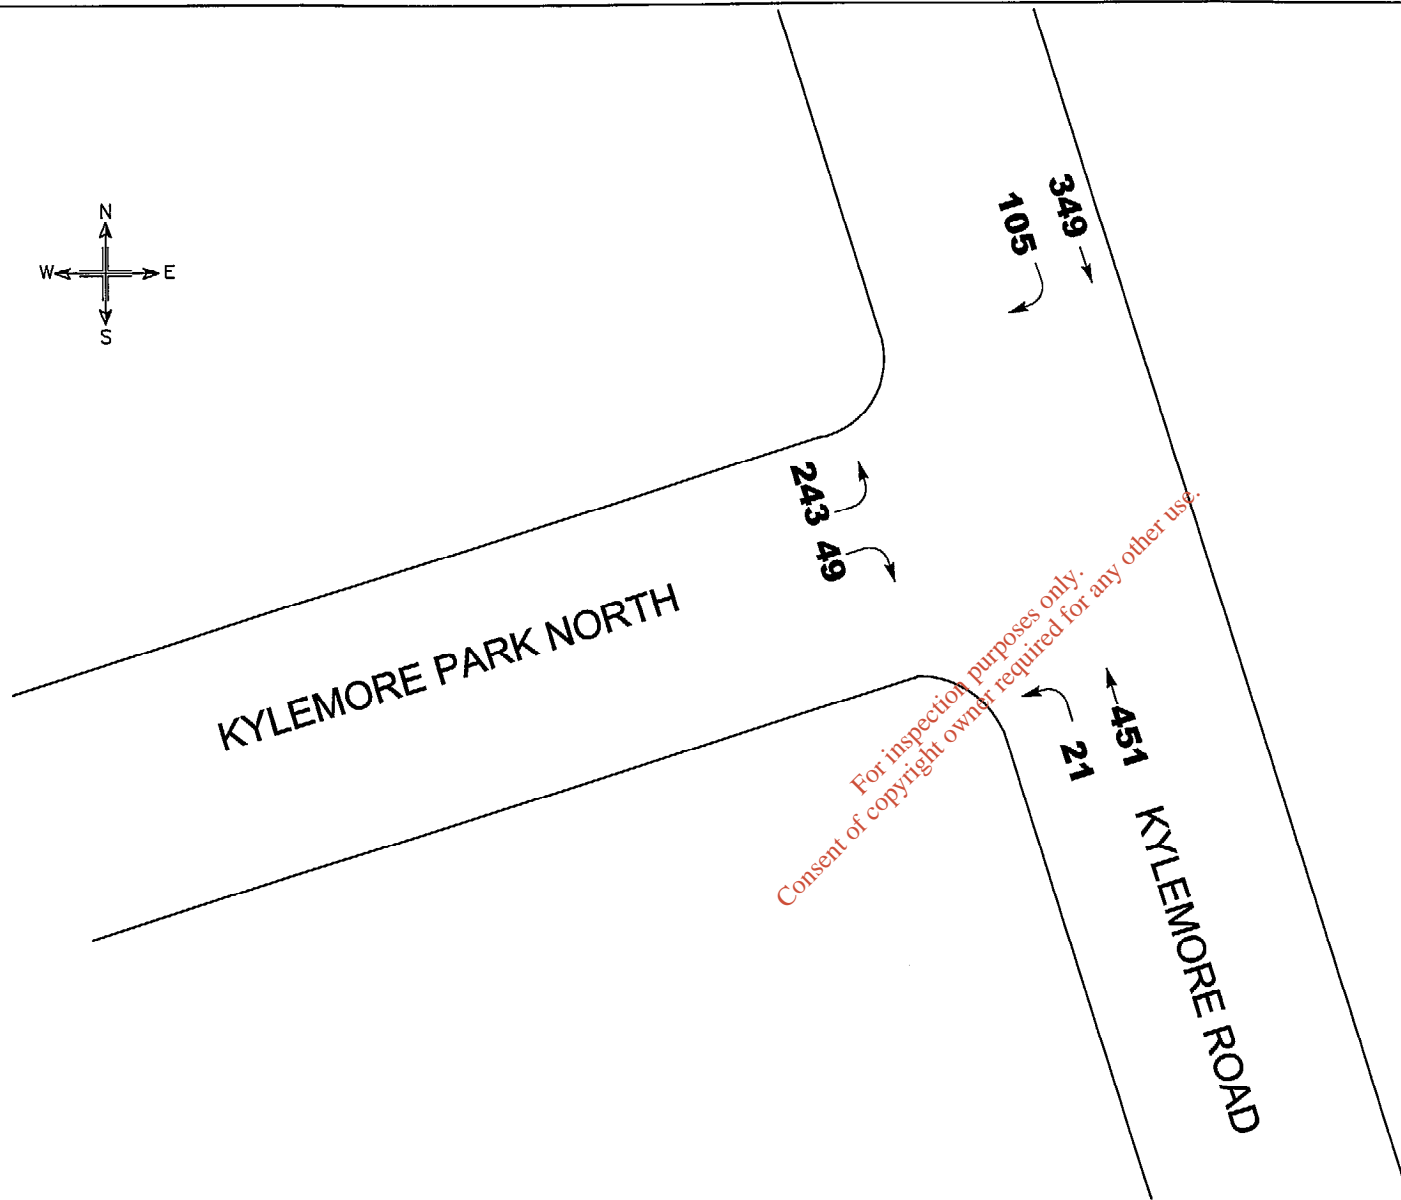 349
105
N
W E
S
243
49
KYLEMORE PARK NORTH
451
21
KYLEMORE ROAD
For inspection purposes only.
Consent of copyright owner required for any other use.